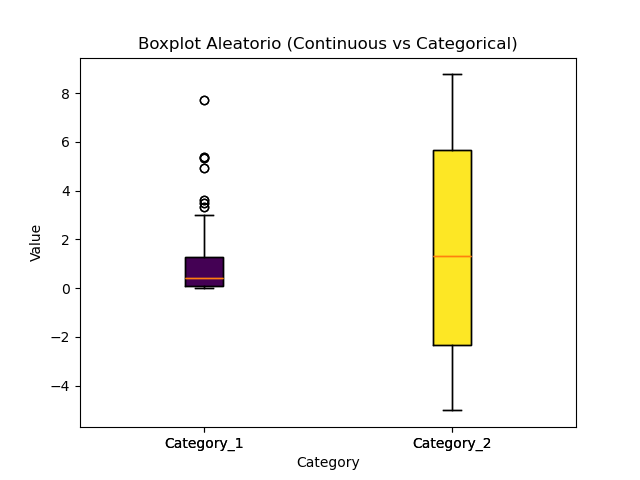 Boxplot Aleatorio (Continuous vs Categorical)
8
6
4
2
0
−2
−4
Value
Category_1
Category_2
Category